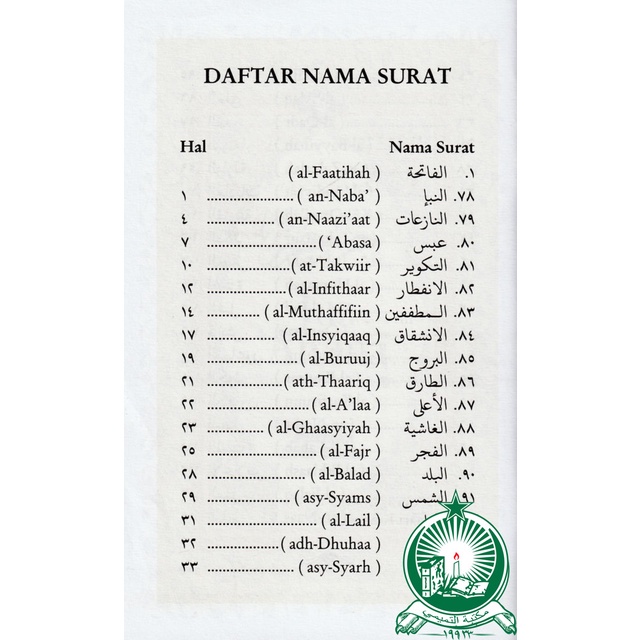 DAFTAR NAMA SURAT
Hal Nama Surat
( al-Faatihah ) ١. الفاتحة
١ ....................... ( an-Naba’ ) ٧٨. النبإ
٤ .................. ( an-Naazi’aat ) ٧٩. النازعات
٧ ............................. ( ‘Abasa ) ٨٠. عبس
١٠ ...................... ( at-Takwiir ) ٨١. التكوير
١٢ ..................... ( al-Infithaar ) ٨٢. الانفطار
١٤ .............. ( al-Muthaffifiin ) ٨٣. المطففين
١٧ .................. ( al-Insyiqaaq ) ٨٤. الانشقاق
١٩ ........................ ( al-Buruuj ) ٨٥. البروج
٢١ .................... ( ath-Thaariq ) ٨٦. الطارق
٢٢ ........................... ( al-A’laa ) ٨٧. الأعلى
٢٣ ............... ( al-Ghaasyiyah ) ٨٨. الغاشية
٢٥ ............................. ( al-Fajr ) ٨٩. الفجر
٢٨ .......................... ( al-Balad ) ٩٠. البلد
٢٩ ...................... ( asy-Syams ) ٩١. الشمس
٣١ ............................. ( al-Lail )
٣٢ ................... ( adh-Dhuhaa )
٣٣ ....................... ( asy-Syarh )
مكتبة التميمي